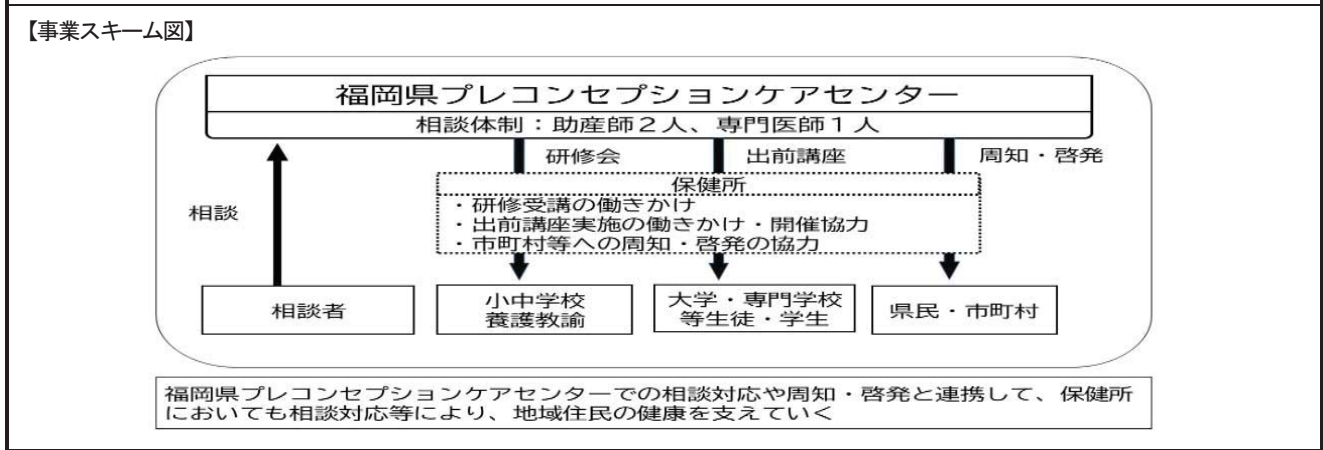 【事業スキーム図】
福岡県プレコンセプションケアセンター
相談体制：助産師２人、専門医師１人
研修会
出前講座
周知・啓発
相談
保健所
・研修受講の働きかけ
・出前講座実施の働きかけ・開催協力
・市町村等への周知・啓発の協力
相談者
小中学校
養護教諭
大学・専門学校
等生徒・学生
県民・市町村
福岡県プレコンセプションケアセンターでの相談対応や周知・啓発と連携して、保健所
においても相談対応等により、地域住民の健康を支えていく